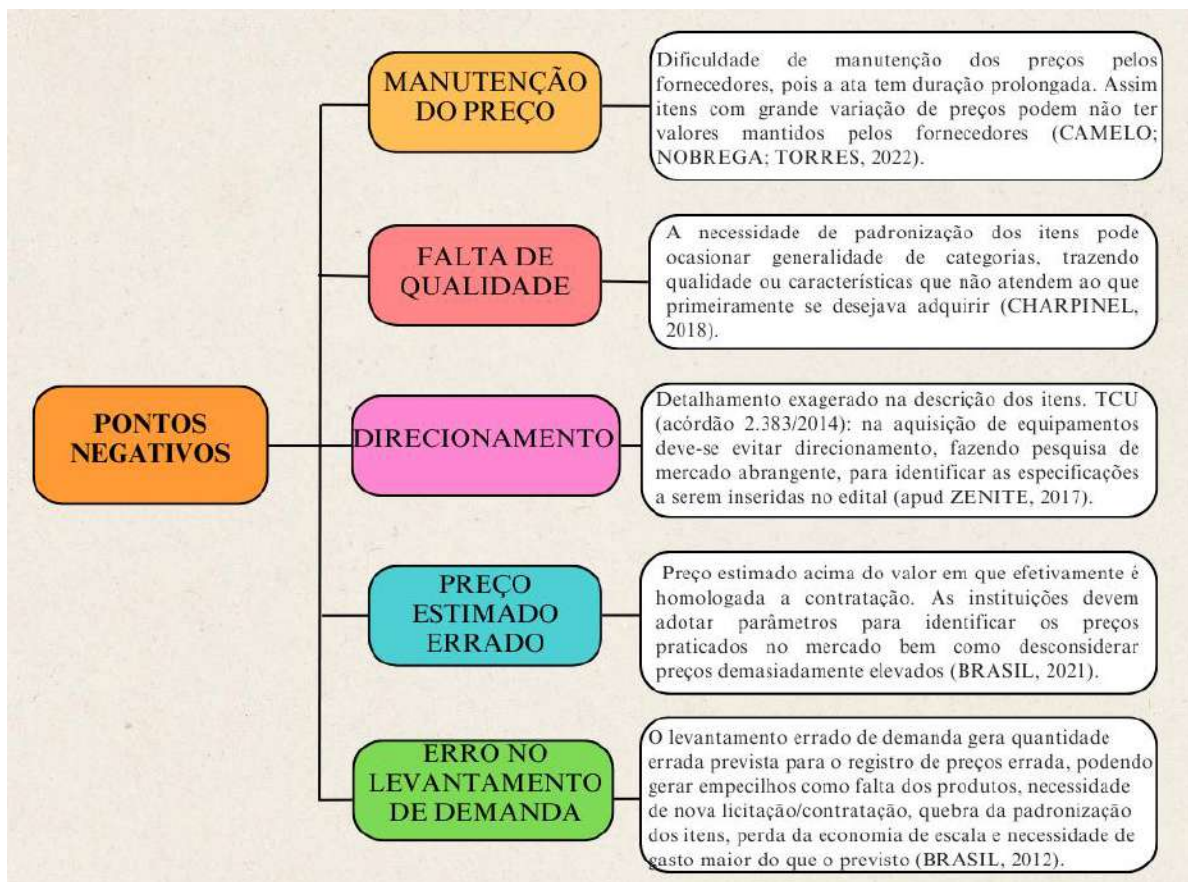 MANUTENÇÃO
DO PREÇO
Dificuldade de manutenção dos preços pelos
fornecedores, pois a ata tem duração prolongada. Assim
itens com grande variação de preços podem não ter
valores mantidos pelos fornecedores (CAMELO;
NOBREGA; TORRES, 2022).
FALTA DE
QUALIDADE
A necessidade de padronização dos itens pode
ocasionar generalidade de categorias, trazendo
qualidade ou características que não atendem ao que
primeiramente se desejava adquirir (CHARPINEL,
2018).
PONTOS
NEGATIVOS
DIRECIONAMENTO
Detalhamento exagerado na descrição dos itens. TCU
(acórdão 2.383/2014): na aquisição de equipamentos
deve-se evitar direcionamento, fazendo pesquisa de
mercado abrangente, para identificar as especificações
a serem inseridas no edital (apud ZENITE, 2017).
PREÇO
ESTIMADO
ERRADO
Preço estimado acima do valor em que efetivamente é
homologada a contratação. As instituições devem
adotar parâmetros para identificar os preços
praticados no mercado bem como desconsiderar
preços demasiadamente elevados (BRASIL, 2021).
ERRO NO
LEVANTAMENTO
DE DEMANDA
O levantamento errado de demanda gera quantidade
errada prevista para o registro de preços errada, podendo
gerar empecilhos como falta dos produtos, necessidade
de nova licitação/contratação, quebra da padronização
dos itens, perda da economia de escala e necessidade de
gasto maior do que o previsto (BRASIL, 2012).